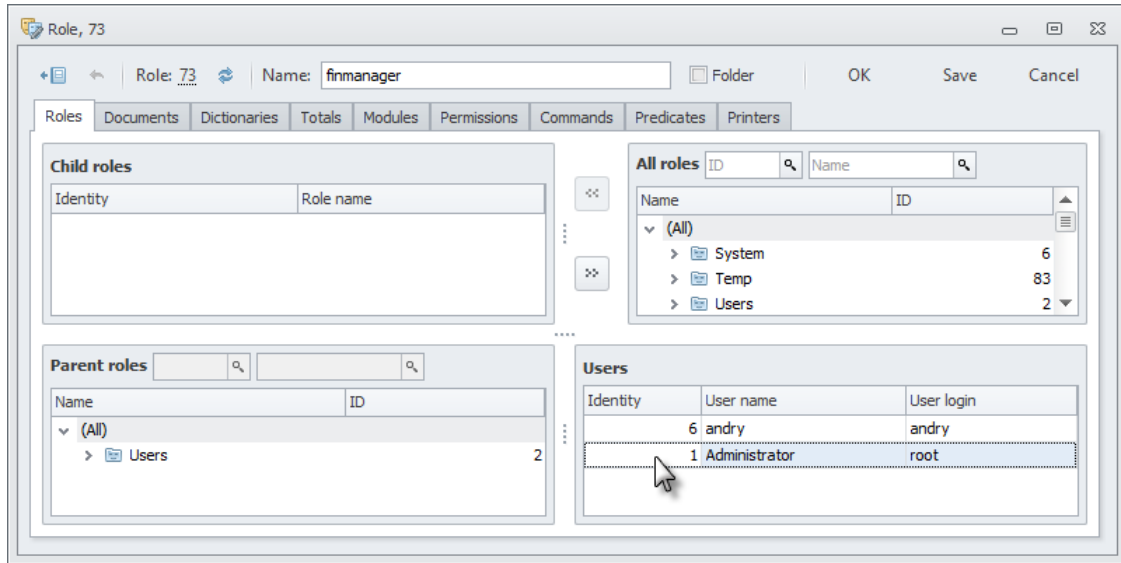 Role, 73
Role: 73 Name: finmanager Folder OK Save Cancel
Roles Documents Dictionaries Totals Modules Permissions Commands Predicates Printers
Child roles
Identity Role name
<<
>>
All roles ID Name
Name ID
(All)
System 6
Temp 83
Users 2
Parent roles
Name ID
(All)
Users 2
Users
Identity User name User login
6 andry andry
1 Administrator root